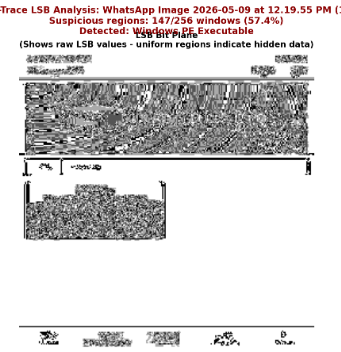 -Trace LSB Analysis: WhatsApp Image 2026-05-09 at 12.19.55 PM (1
Suspicious regions: 147/256 windows (57.4%)
Detected: Windows PE Executable
LSB Bit Plane
(Shows raw LSB values - uniform regions indicate hidden data)